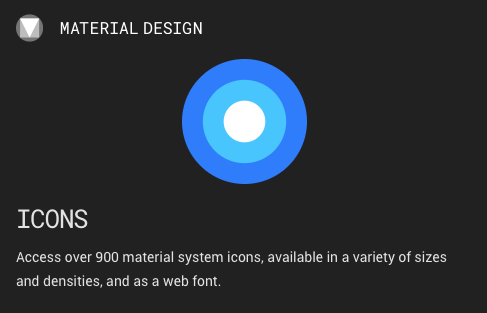 MATERIAL DESIGN
ICONS
Access over 900 material system icons, available in a variety of sizes
and densities, and as a web font.